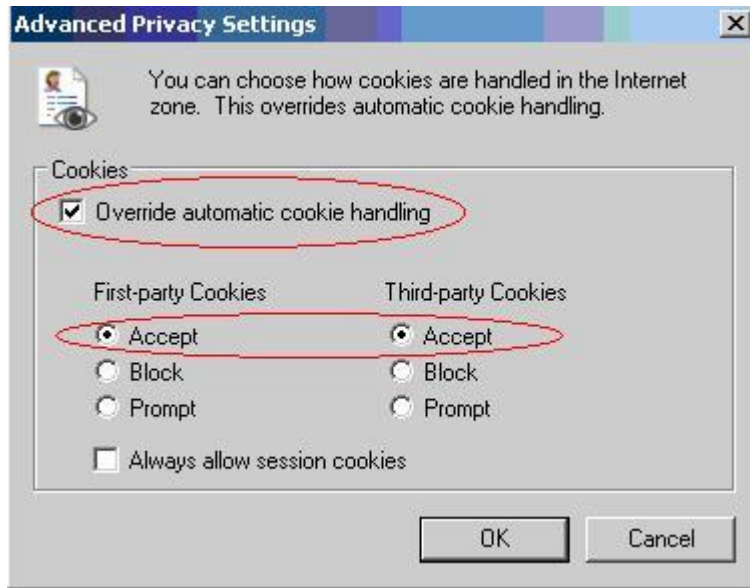 Advanced Privacy Settings
You can choose how cookies are handled in the Internet
zone. This overrides automatic cookie handling.
Cookies
Override automatic cookie handling
First-party Cookies Third-party Cookies
Accept Accept
Block Block
Prompt Prompt
Always allow session cookies
OK Cancel